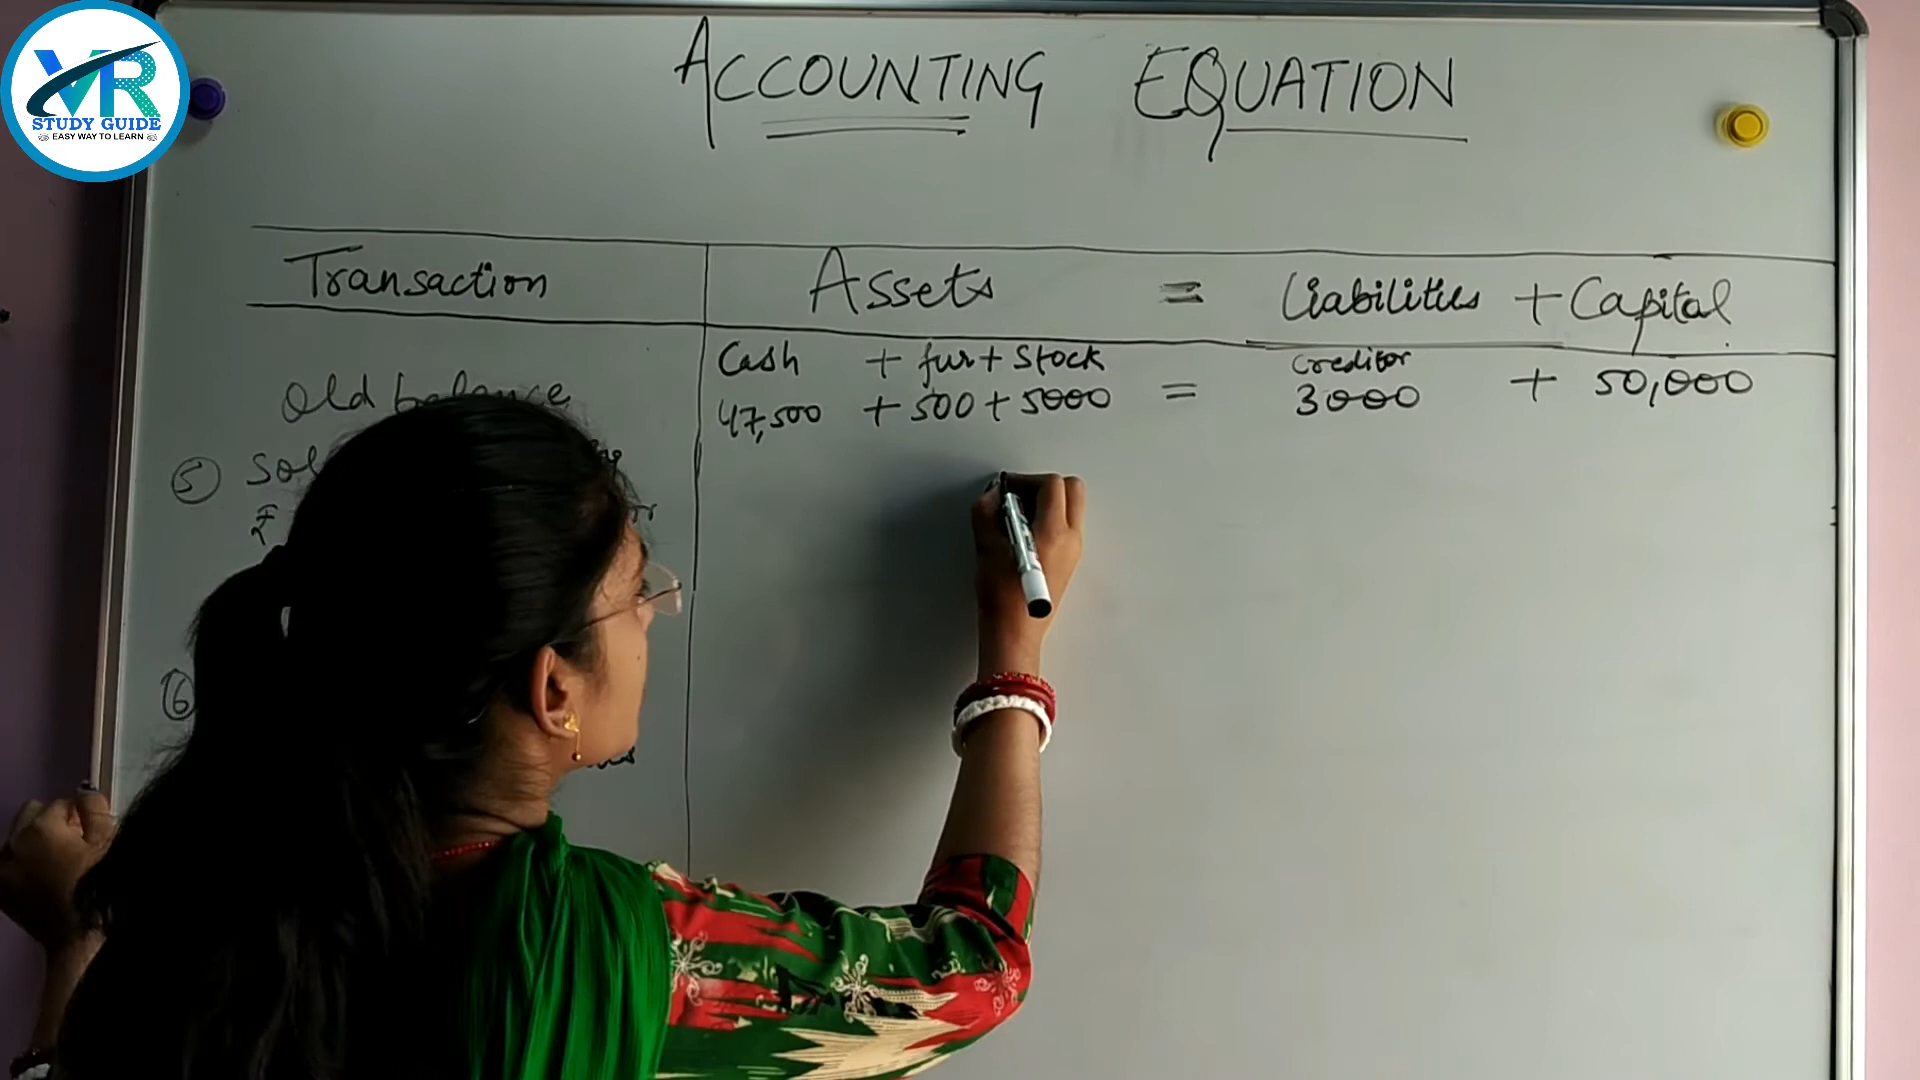 VR
STUDY GUIDE
EASY WAY TO LEARN
ACCOUNTING EQUATION
Transaction Assets = Liabilities + Capital
Cash + fur + Stock creditor
Old balance 47,500 + 500 + 5000 = 3000 + 50,000
5
₹
6